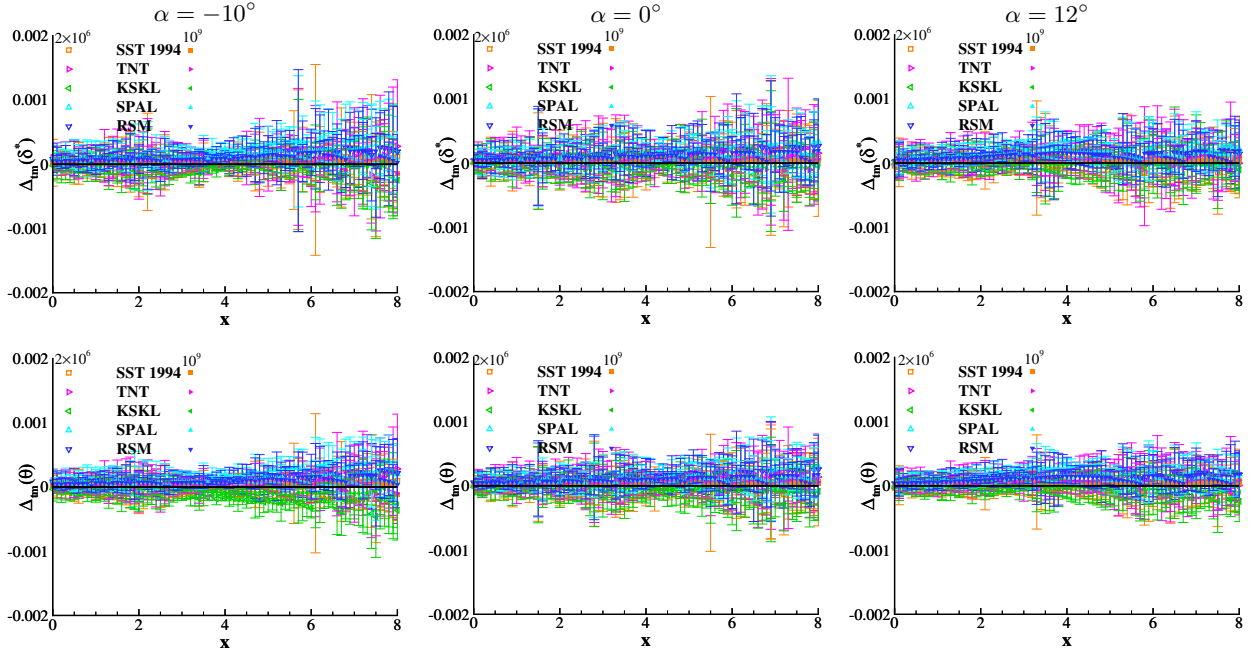 α = −10° α = 0° α = 12°
0.002 2×10⁶ SST 1994 10⁹
TNT
0.001 KSKL
SPAL
RSM
Δtm(δ*)
0
-0.001
-0.002
0 2 4 6 8
x
0.002 2×10⁶ SST 1994 10⁹
TNT
0.001 KSKL
SPAL
RSM
Δtm(δ*)
0
-0.001
-0.002
0 2 4 6 8
x
0.002 2×10⁶ SST 1994 10⁹
TNT
0.001 KSKL
SPAL
RSM
Δtm(δ*)
0
-0.001
-0.002
0 2 4 6 8
x
0.002 2×10⁶ SST 1994 10⁹
TNT
0.001 KSKL
SPAL
RSM
Δtm(θ)
0
-0.001
-0.002
0 2 4 6 8
x
0.002 2×10⁶ SST 1994 10⁹
TNT
0.001 KSKL
SPAL
RSM
Δtm(θ)
0
-0.001
-0.002
0 2 4 6 8
x
0.002 2×10⁶ SST 1994 10⁹
TNT
0.001 KSKL
SPAL
RSM
Δtm(θ)
0
-0.001
-0.002
0 2 4 6 8
x